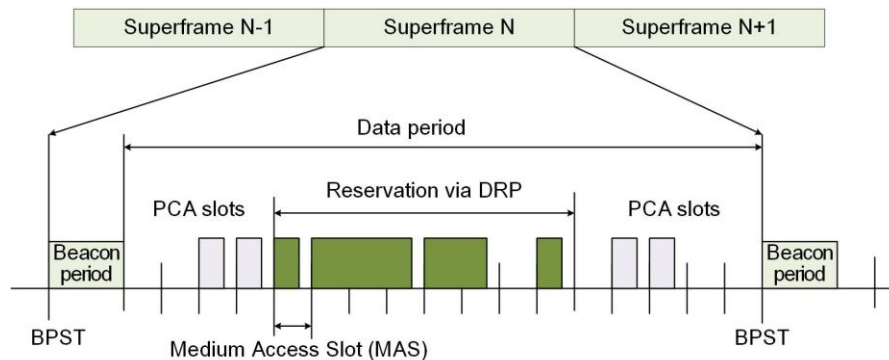 Superframe N-1
Superframe N
Superframe N+1
Data period
Reservation via DRP
PCA slots
PCA slots
Beacon
period
Beacon
period
BPST
BPST
Medium Access Slot (MAS)